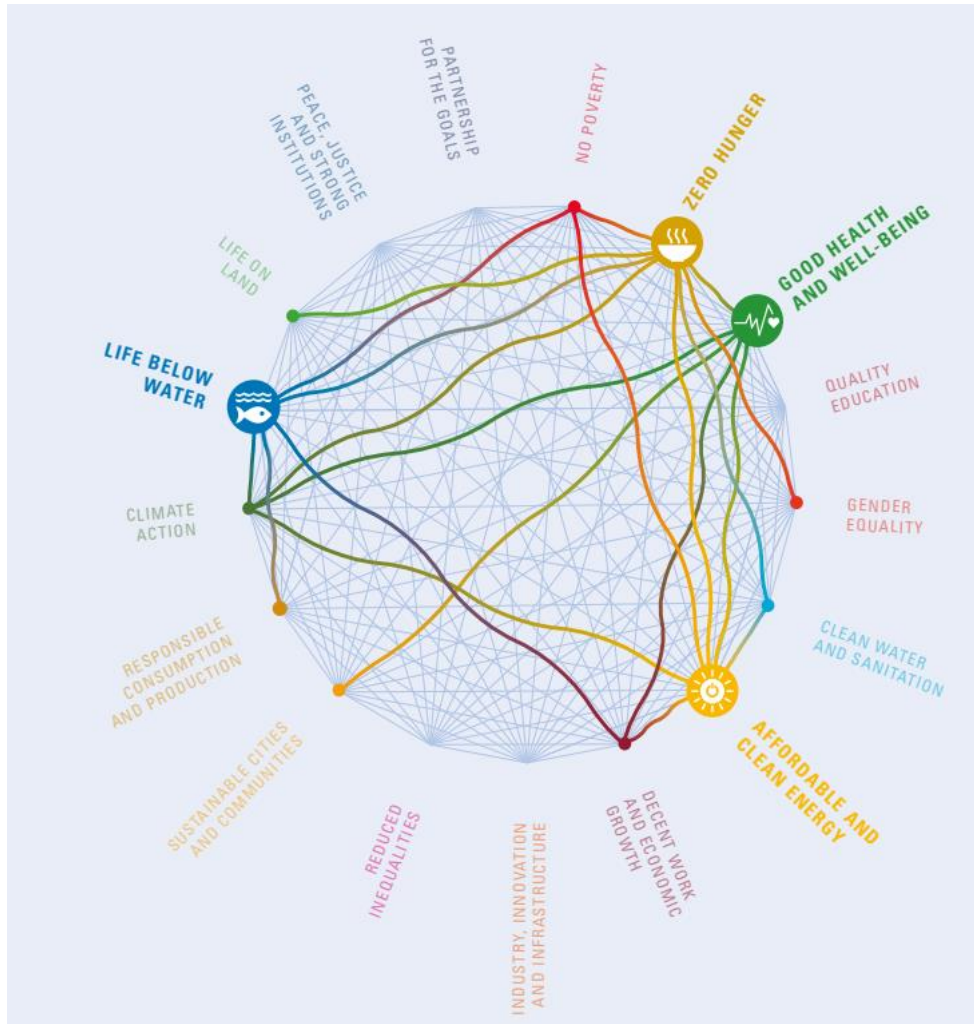 PARTNERSHIP
FOR THE GOALS
NO POVERTY
ZERO HUNGER
GOOD HEALTH
AND WELL-BEING
QUALITY
EDUCATION
GENDER
EQUALITY
CLEAN WATER
AND SANITATION
AFFORDABLE AND
CLEAN ENERGY
DECENT WORK
AND ECONOMIC
GROWTH
INDUSTRY, INNOVATION
AND INFRASTRUCTURE
REDUCED
INEQUALITIES
SUSTAINABLE CITIES
AND COMMUNITIES
RESPONSIBLE
CONSUMPTION
AND PRODUCTION
CLIMATE
ACTION
LIFE BELOW
WATER
LIFE ON
LAND
PEACE, JUSTICE
AND STRONG
INSTITUTIONS